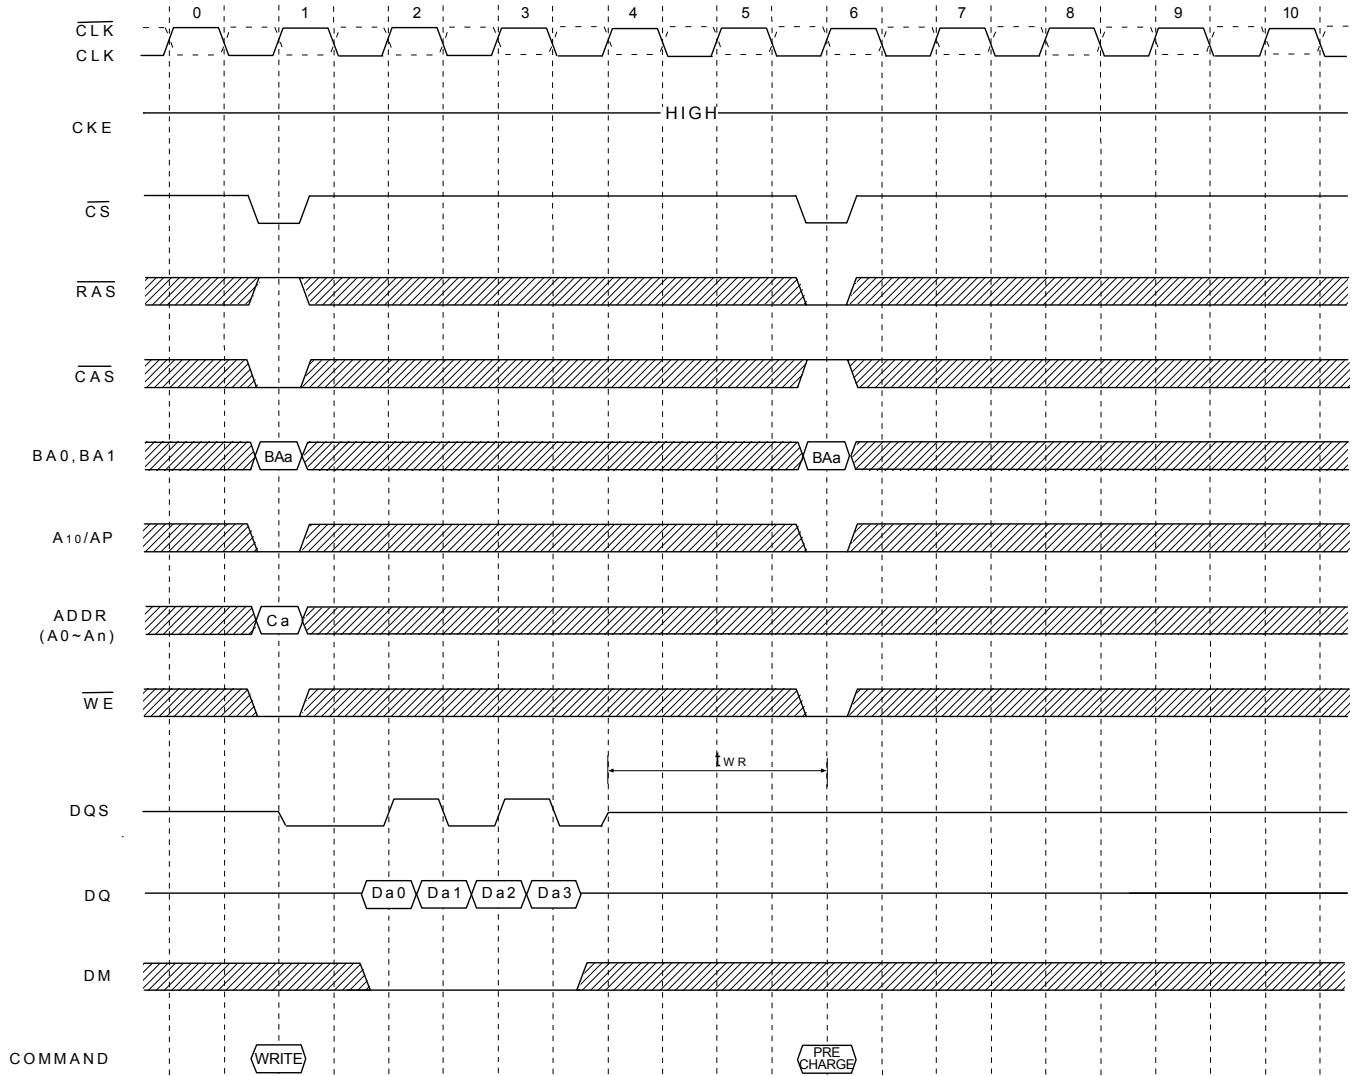 0 1 2 3 4 5 6 7 8 9 10
CLK
CLK
HIGH
CKE
CS
RAS
CAS
BA0,BA1 BAa BAa
A10/AP
ADDR Ca
(A0~An)
WE
tWR
DQS
DQ Da0 Da1 Da2 Da3
DM
COMMAND WRITE PRE
CHARGE